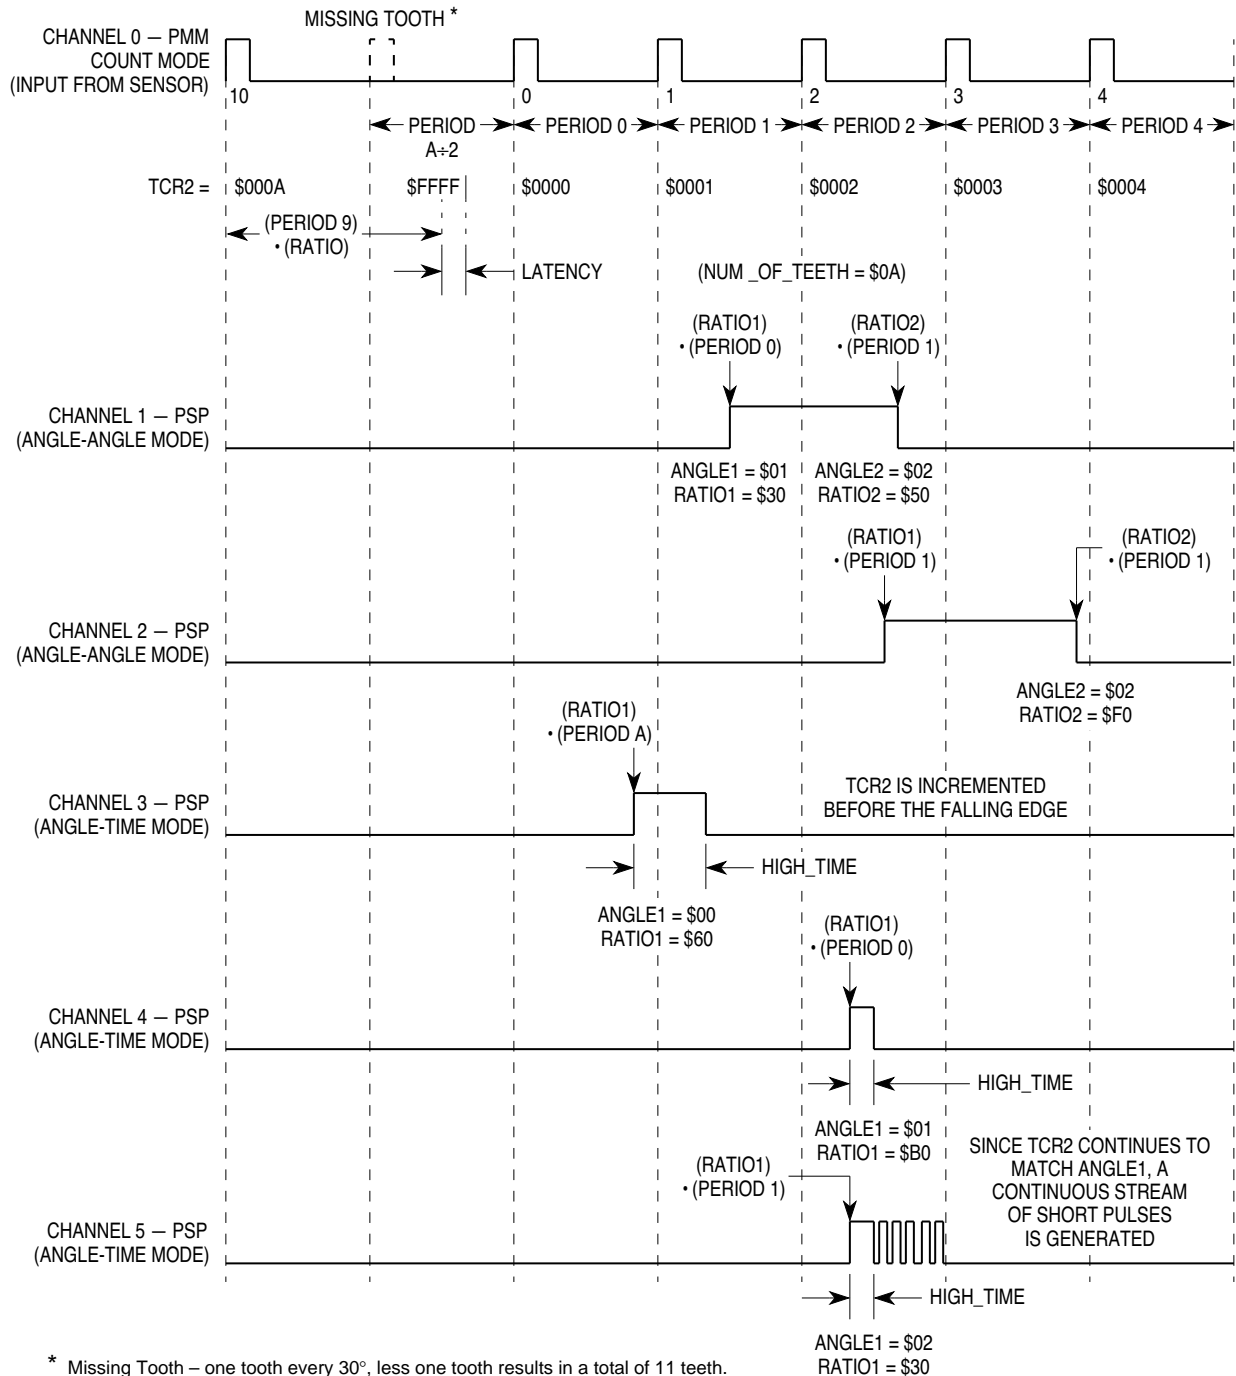 MISSING TOOTH *
CHANNEL 0 — PMM
COUNT MODE
(INPUT FROM SENSOR)
10
0
1
2
3
4
PERIOD
A÷2
PERIOD 0
PERIOD 1
PERIOD 2
PERIOD 3
PERIOD 4
TCR2 =
$000A
$FFFF
$0000
$0001
$0002
$0003
$0004
(PERIOD 9)
• (RATIO)
LATENCY
(NUM _OF_TEETH = $0A)
(RATIO1)
• (PERIOD 0)
(RATIO2)
• (PERIOD 1)
CHANNEL 1 — PSP
(ANGLE-ANGLE MODE)
ANGLE1 = $01
RATIO1 = $30
ANGLE2 = $02
RATIO2 = $50
(RATIO1)
• (PERIOD 1)
(RATIO2)
• (PERIOD 1)
CHANNEL 2 — PSP
(ANGLE-ANGLE MODE)
ANGLE2 = $02
RATIO2 = $F0
(RATIO1)
• (PERIOD A)
CHANNEL 3 — PSP
(ANGLE-TIME MODE)
TCR2 IS INCREMENTED
BEFORE THE FALLING EDGE
HIGH_TIME
ANGLE1 = $00
RATIO1 = $60
(RATIO1)
• (PERIOD 0)
CHANNEL 4 — PSP
(ANGLE-TIME MODE)
HIGH_TIME
ANGLE1 = $01
RATIO1 = $B0
(RATIO1)
• (PERIOD 1)
SINCE TCR2 CONTINUES TO
MATCH ANGLE1, A
CONTINUOUS STREAM
OF SHORT PULSES
IS GENERATED
CHANNEL 5 — PSP
(ANGLE-TIME MODE)
HIGH_TIME
ANGLE1 = $02
RATIO1 = $30
* Missing Tooth – one tooth every 30°, less one tooth results in a total of 11 teeth.